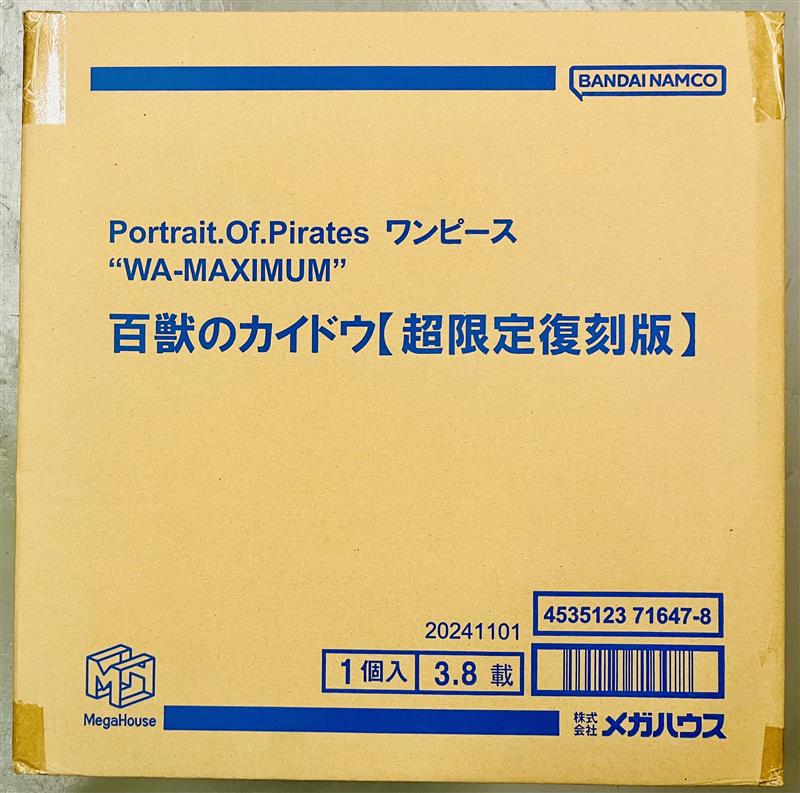 BANDAI NAMCO
Portrait.Of.Pirates ワンピース
“WA-MAXIMUM”
百獣のカイドウ【超限定復刻版】
4535123 71647-8
20241101
1個入 3.8 載
MegaHouse
株式会社 メガハウス